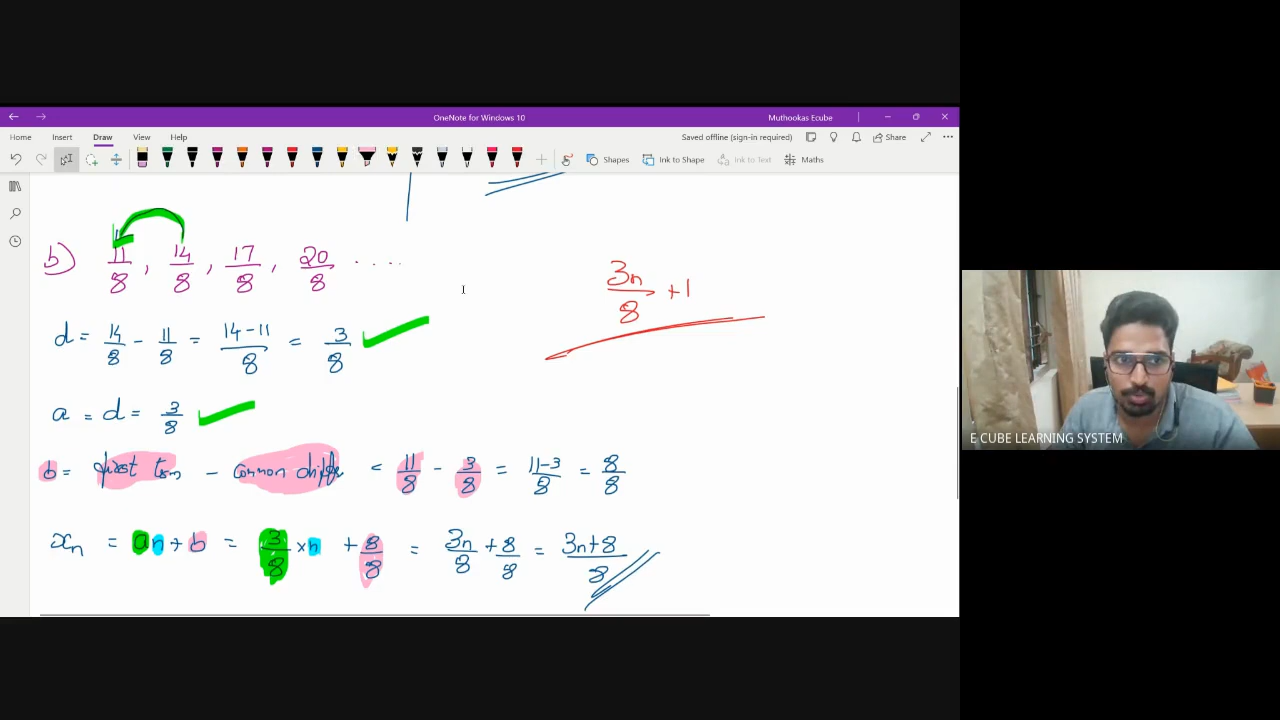 OneNote for Windows 10
Muthookas Ecube
Home Insert Draw View Help
Saved offline (sign-in required)
Share
Shapes
Ink to Shape
Ink to Text
Maths
b) 11/8, 14/8, 17/8, 20/8 ....
3n/8 +1
d = 14/8 - 11/8 = 14-11/8 = 3/8
a = d = 3/8
b = first term - common diffe = 11/8 - 3/8 = 11-3/8 = 8/8
xn = an + b = 3/8 × n + 8/8 = 3n/8 + 8/8 = 3n+8/8
E CUBE LEARNING SYSTEM